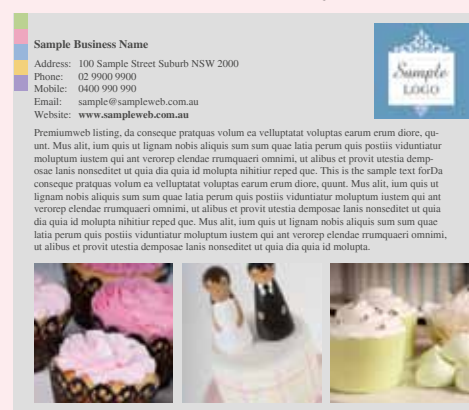 Sample Business Name
Address: 100 Sample Street Suburb NSW 2000
Phone: 02 9900 9900
Mobile: 0400 990 990
Email: sample@sampleweb.com.au
Website: www.sampleweb.com.au
Sample
LOGO
Premiumweb listing, da conseque pratquas volum ea velluptatat voluptas earum erum diore, qu-
unt. Mus alit, ium quis ut lignam nobis aliquis sum sum quae latia perum quis postiis viduntiatur
moluptum iustem qui ant verorep elendae rrumquaeri omnimi, ut alibus et provit utestia demp-
osae lanis nonseditet ut quia dia quia id molupta nihitiur reped que. This is the sample text forDa
conseque pratquas volum ea velluptatat voluptas earum erum diore, quunt. Mus alit, ium quis ut
lignam nobis aliquis sum sum quae latia perum quis postiis viduntiatur moluptum iustem qui ant
verorep elendae rrumquaeri omnimi, ut alibus et provit utestia demposae lanis nonseditet ut quia
dia quia id molupta nihitiur reped que. Mus alit, ium quis ut lignam nobis aliquis sum sum quae
latia perum quis postiis viduntiatur moluptum iustem qui ant verorep elendae rrumquaeri omnimi,
ut alibus et provit utestia demposae lanis nonseditet ut quia dia quia id molupta.